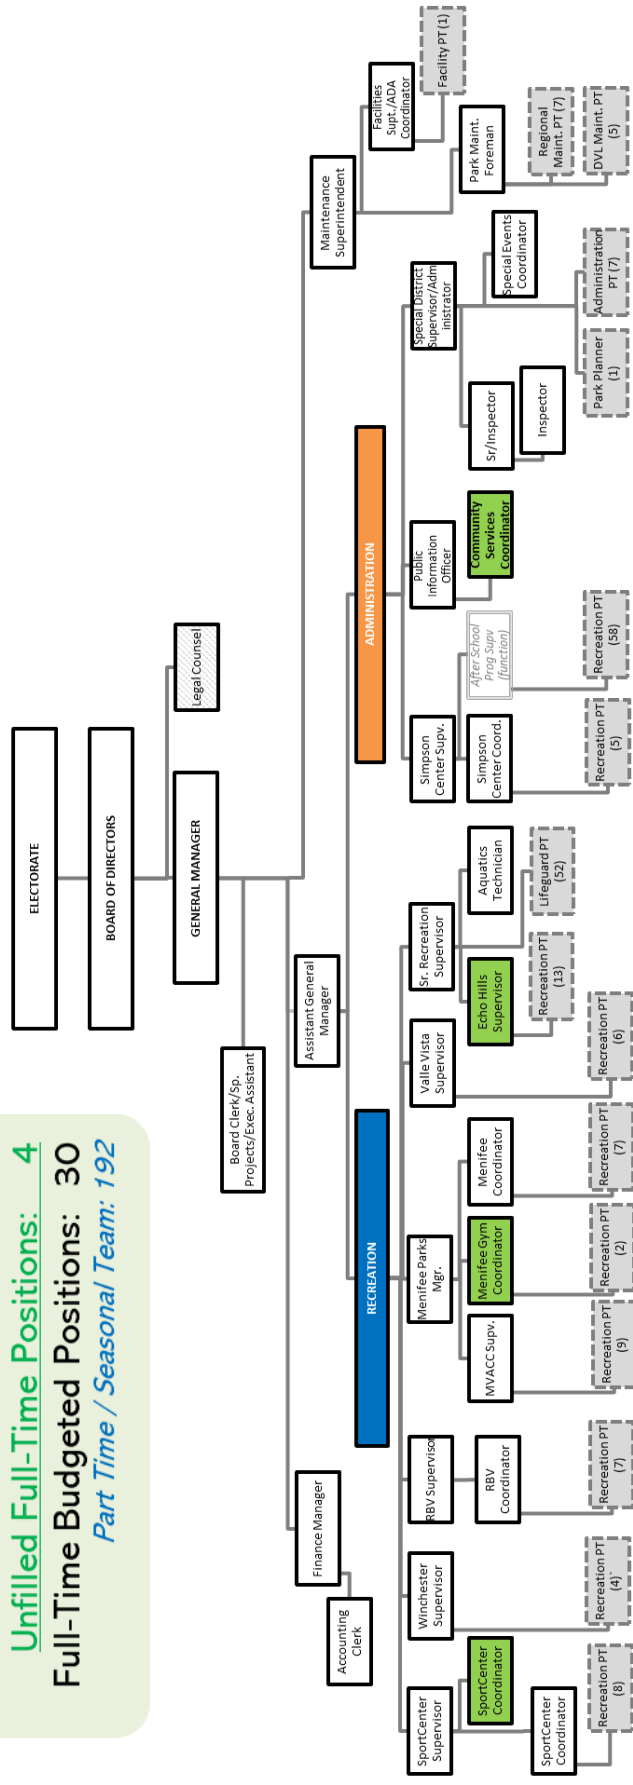 Unfilled Full-Time Positions: 4
Full-Time Budgeted Positions: 30
Part Time / Seasonal Team: 192
ELECTORATE
BOARD OF DIRECTORS
Legal Counsel
GENERAL MANAGER
Board Clerk/Sp.
Projects/Exec. Assistant
Finance Manager
Accounting
Clerk
Assistant General
Manager
Maintenance
Superintendent
Facilities
Supt./ADA
Coordinator
Facility PT (1)
Park Maint.
Foreman
Regional
Maint. PT (7)
DVL Maint. PT
(5)
RECREATION
ADMINISTRATION
SportCenter
Supervisor
SportCenter
Coordinator
SportCenter
Coordinator
Recreation PT
(8)
Winchester
Supervisor
Recreation PT
(4)`
RBV Supervisor
RBV
Coordinator
Recreation PT
(7)
Menifee Parks
Mgr.
MVACC Supv.
Recreation PT
(9)
Menifee Gym
Coordinator
Recreation PT
(2)
Menifee
Coordinator
Recreation PT
(7)
Valle Vista
Supervisor
Recreation PT
(6)
Sr. Recreation
Supervisor
Echo Hills
Supervisor
Recreation PT
(13)
Aquatics
Technician
Lifeguard PT
(52)
Simpson
Center Supv.
Simpson
Center Coord.
Recreation PT
(5)
After School
Prog Supv
(function)
Recreation PT
(58)
Public
Information
Officer
Community
Services
Coordinator
Special District
Supervisor/Adm
inistrator
Sr/Inspector
Inspector
Special Events
Coordinator
Park Planner
(1)
Administration
PT (7)